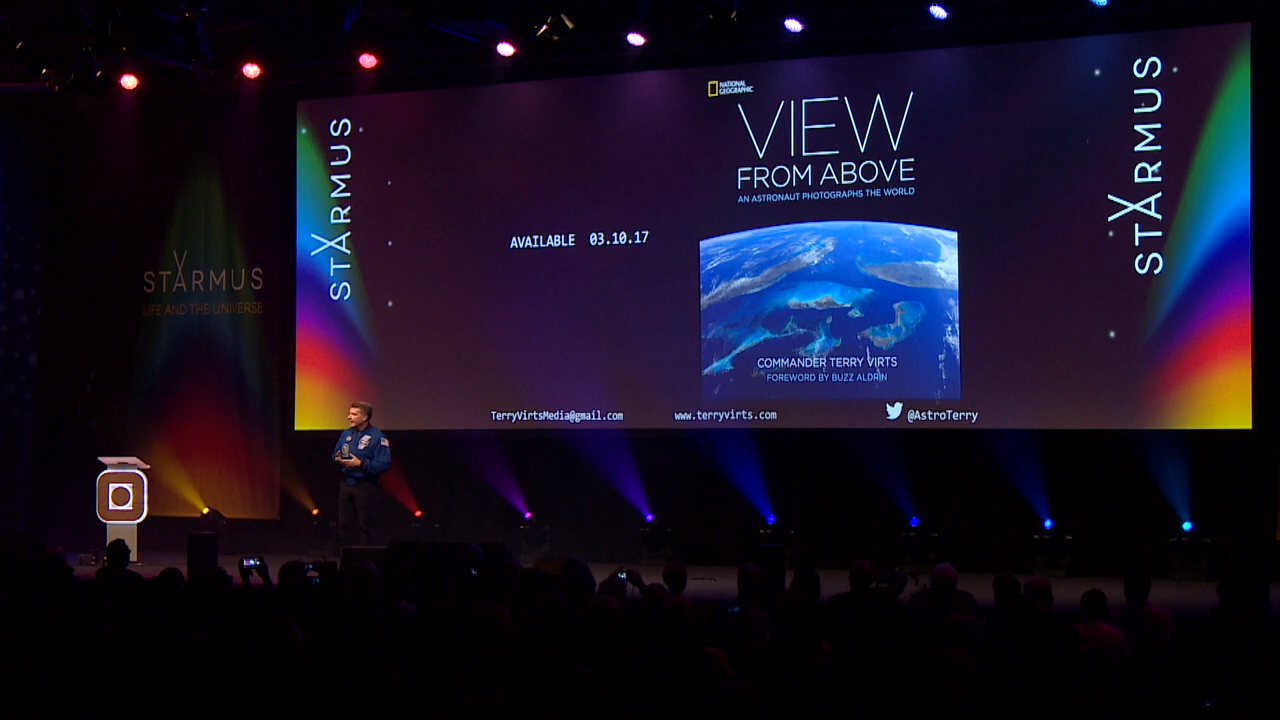 STARMUS
LIFE AND THE UNIVERSE
STARMUS
AVAILABLE 03.10.17
NATIONAL
GEOGRAPHIC
VIEW
FROM ABOVE
AN ASTRONAUT PHOTOGRAPHS THE WORLD
COMMANDER TERRY VIRTS
FOREWORD BY BUZZ ALDRIN
TerryVirtsMedia@gmail.com
www.terryvirts.com
@AstroTerry
STARMUS